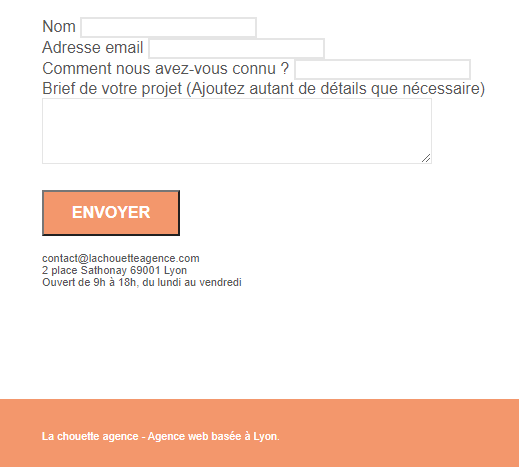 Nom
Adresse email
Comment nous avez-vous connu ?
Brief de votre projet (Ajoutez autant de détails que nécessaire)
ENVOYER
contact@lachouetteagence.com
2 place Sathonay 69001 Lyon
Ouvert de 9h à 18h, du lundi au vendredi
La chouette agence - Agence web basée à Lyon.